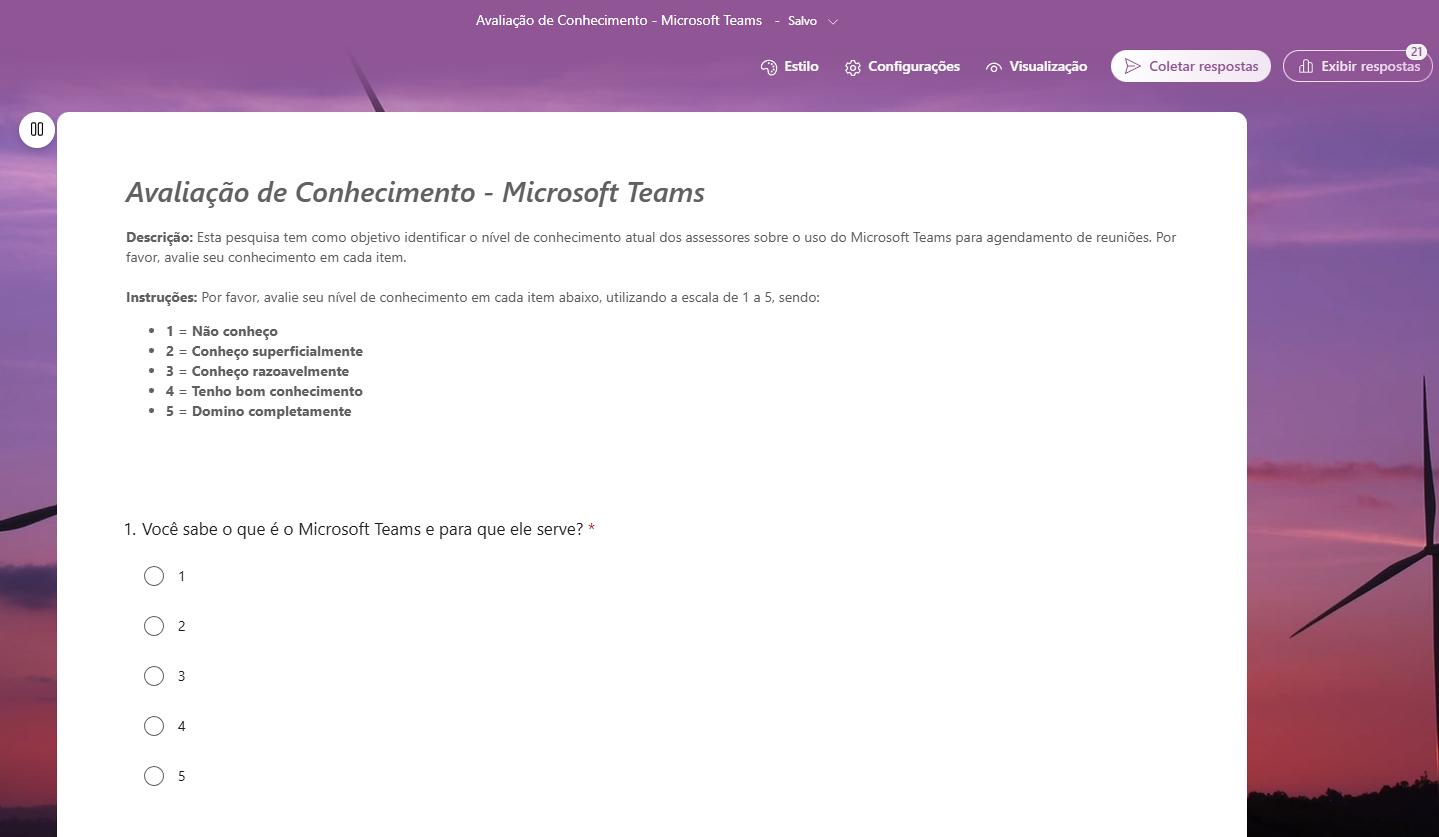 Avaliação de Conhecimento - Microsoft Teams - Salvo
Estilo Configurações Visualização Coletar respostas Exibir respostas 21
Avaliação de Conhecimento - Microsoft Teams
Descrição: Esta pesquisa tem como objetivo identificar o nível de conhecimento atual dos assessores sobre o uso do Microsoft Teams para agendamento de reuniões. Por
favor, avalie seu conhecimento em cada item.
Instruções: Por favor, avalie seu nível de conhecimento em cada item abaixo, utilizando a escala de 1 a 5, sendo:
• 1 = Não conheço
• 2 = Conheço superficialmente
• 3 = Conheço razoavelmente
• 4 = Tenho bom conhecimento
• 5 = Domino completamente
1. Você sabe o que é o Microsoft Teams e para que ele serve? *
1
2
3
4
5